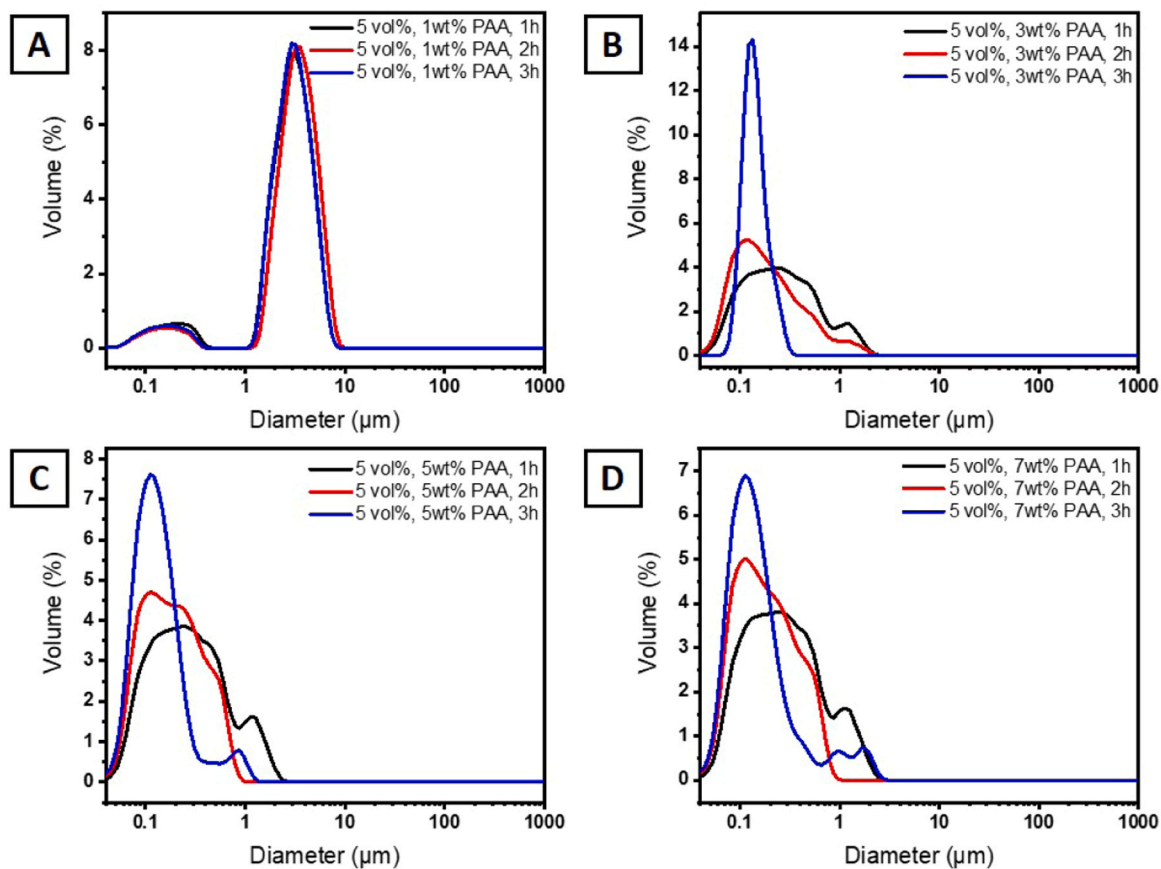 A
5 vol%, 1wt% PAA, 1h
5 vol%, 1wt% PAA, 2h
5 vol%, 1wt% PAA, 3h
8
6
4
2
0
Volume (%)
0.1 1 10 100 1000
Diameter (µm)
B
5 vol%, 3wt% PAA, 1h
5 vol%, 3wt% PAA, 2h
5 vol%, 3wt% PAA, 3h
14
12
10
8
6
4
2
0
Volume (%)
0.1 1 10 100 1000
Diameter (µm)
C
5 vol%, 5wt% PAA, 1h
5 vol%, 5wt% PAA, 2h
5 vol%, 5wt% PAA, 3h
8
7
6
5
4
3
2
1
0
Volume (%)
0.1 1 10 100 1000
Diameter (µm)
D
5 vol%, 7wt% PAA, 1h
5 vol%, 7wt% PAA, 2h
5 vol%, 7wt% PAA, 3h
7
6
5
4
3
2
1
0
Volume (%)
0.1 1 10 100 1000
Diameter (µm)